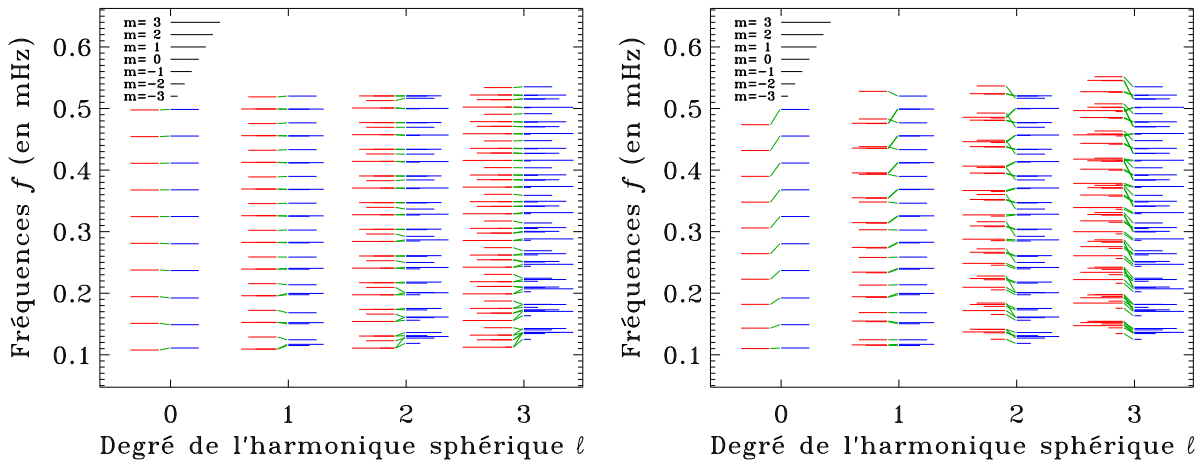 m= 3
m= 2
m= 1
m= 0
m=-1
m=-2
m=-3
0.6
0.5
0.4
0.3
0.2
0.1
Fréquences f (en mHz)
0 1 2 3
Degré de l'harmonique sphérique ℓ
m= 3
m= 2
m= 1
m= 0
m=-1
m=-2
m=-3
0.6
0.5
0.4
0.3
0.2
0.1
Fréquences f (en mHz)
0 1 2 3
Degré de l'harmonique sphérique ℓ